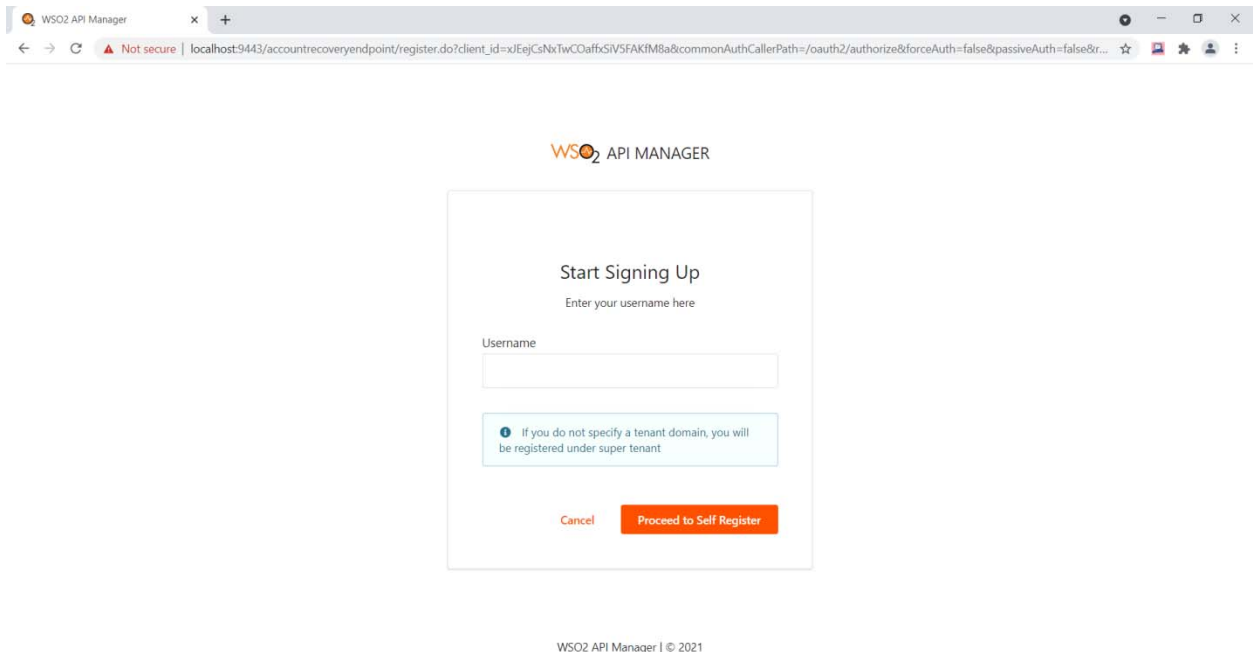 WSO2 API Manager
Not secure | localhost:9443/accountrecoveryendpoint/register.do?client_id=xJEejCsNxTwCOaffxSiV5FAKfM8a&commonAuthCallerPath=/oauth2/authorize&forceAuth=false&passiveAuth=false&r...
WSO2 API MANAGER
Start Signing Up
Enter your username here
Username
If you do not specify a tenant domain, you will
be registered under super tenant
Cancel Proceed to Self Register
WSO2 API Manager | © 2021